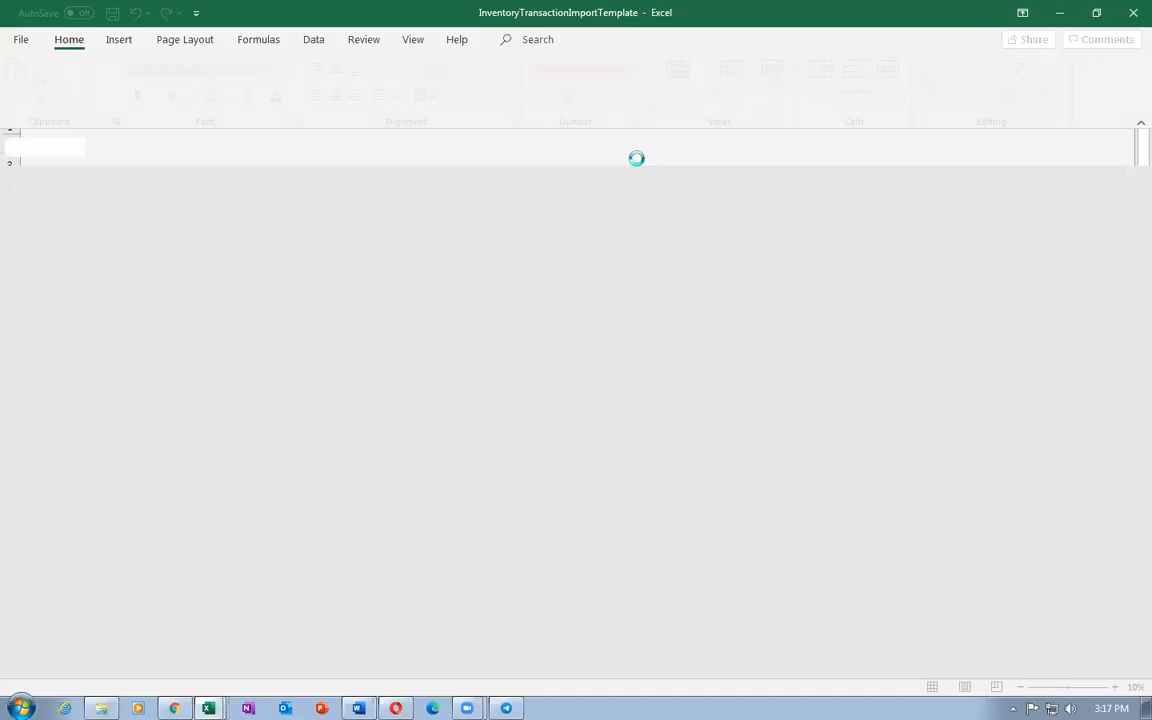 AutoSave Off
InventoryTransactionImportTemplate - Excel
File Home Insert Page Layout Formulas Data Review View Help Search Share Comments
Clipboard Font Alignment Number Styles Cells Editing
10%
3:17 PM